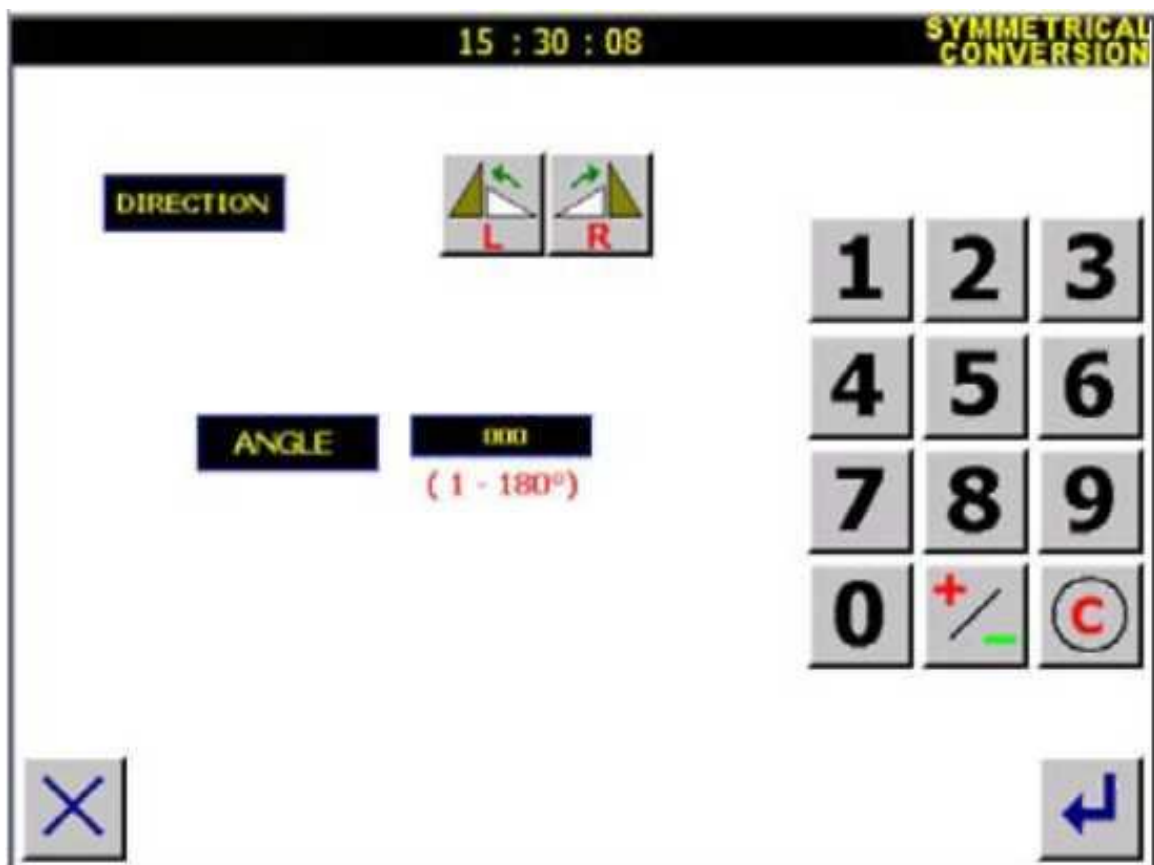 15 : 30 : 08
SYMMETRICAL
CONVERSION
DIRECTION
L R
1 2 3
4 5 6
ANGLE 000
(1 - 180°)
7 8 9
0 +/- C